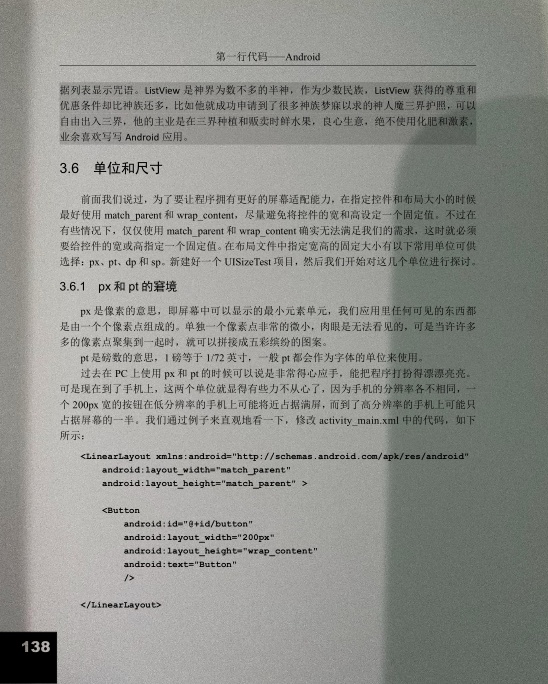 第一行代码——Android
据列表显示咒语。ListView 是神界为数不多的半神，作为少数民族，ListView 获得的尊重和
优惠条件却比神族还多，比如他就成功申请到了很多神族梦寐以求的神人魔三界护照，可以
自由出入三界，他的主业是在三界种植和贩卖时鲜水果，良心生意，绝不使用化肥和激素，
业余喜欢写写 Android 应用。
3.6 单位和尺寸
前面我们说过，为了要让程序拥有更好的屏幕适配能力，在指定控件和布局大小的时候
最好使用 match_parent 和 wrap_content，尽量避免将控件的宽和高设定一个固定值。不过在
有些情况下，仅仅使用 match_parent 和 wrap_content 确实无法满足我们的需求，这时就必须
要给控件的宽或高指定一个固定值。在布局文件中指定宽高的固定大小有以下常用单位可供
选择：px、pt、dp 和 sp。新建好一个 UISizeTest 项目，然后我们开始对这几个单位进行探讨。
3.6.1 px 和 pt 的窘境
px 是像素的意思，即屏幕中可以显示的最小元素单元，我们应用里任何可见的东西都
是由一个个像素点组成的。单独一个像素点非常的微小，肉眼是无法看见的，可是当许许多
多的像素点聚集到一起时，就可以拼接成五彩缤纷的图案。
pt 是磅数的意思，1 磅等于 1/72 英寸，一般 pt 都会作为字体的单位来使用。
过去在 PC 上使用 px 和 pt 的时候可以说是非常得心应手，能把程序打扮得漂漂亮亮。
可是现在到了手机上，这两个单位就显得有些力不从心了，因为手机的分辨率各不相同，一
个 200px 宽的按钮在低分辨率的手机上可能将近占据满屏，而到了高分辨率的手机上可能只
占据屏幕的一半。我们通过例子来直观地看一下，修改 activity_main.xml 中的代码，如下
所示：
<LinearLayout xmlns:android="http://schemas.android.com/apk/res/android"
android:layout_width="match_parent"
android:layout_height="match_parent" >
<Button
android:id="@+id/button"
android:layout_width="200px"
android:layout_height="wrap_content"
android:text="Button"
/>
</LinearLayout>
138